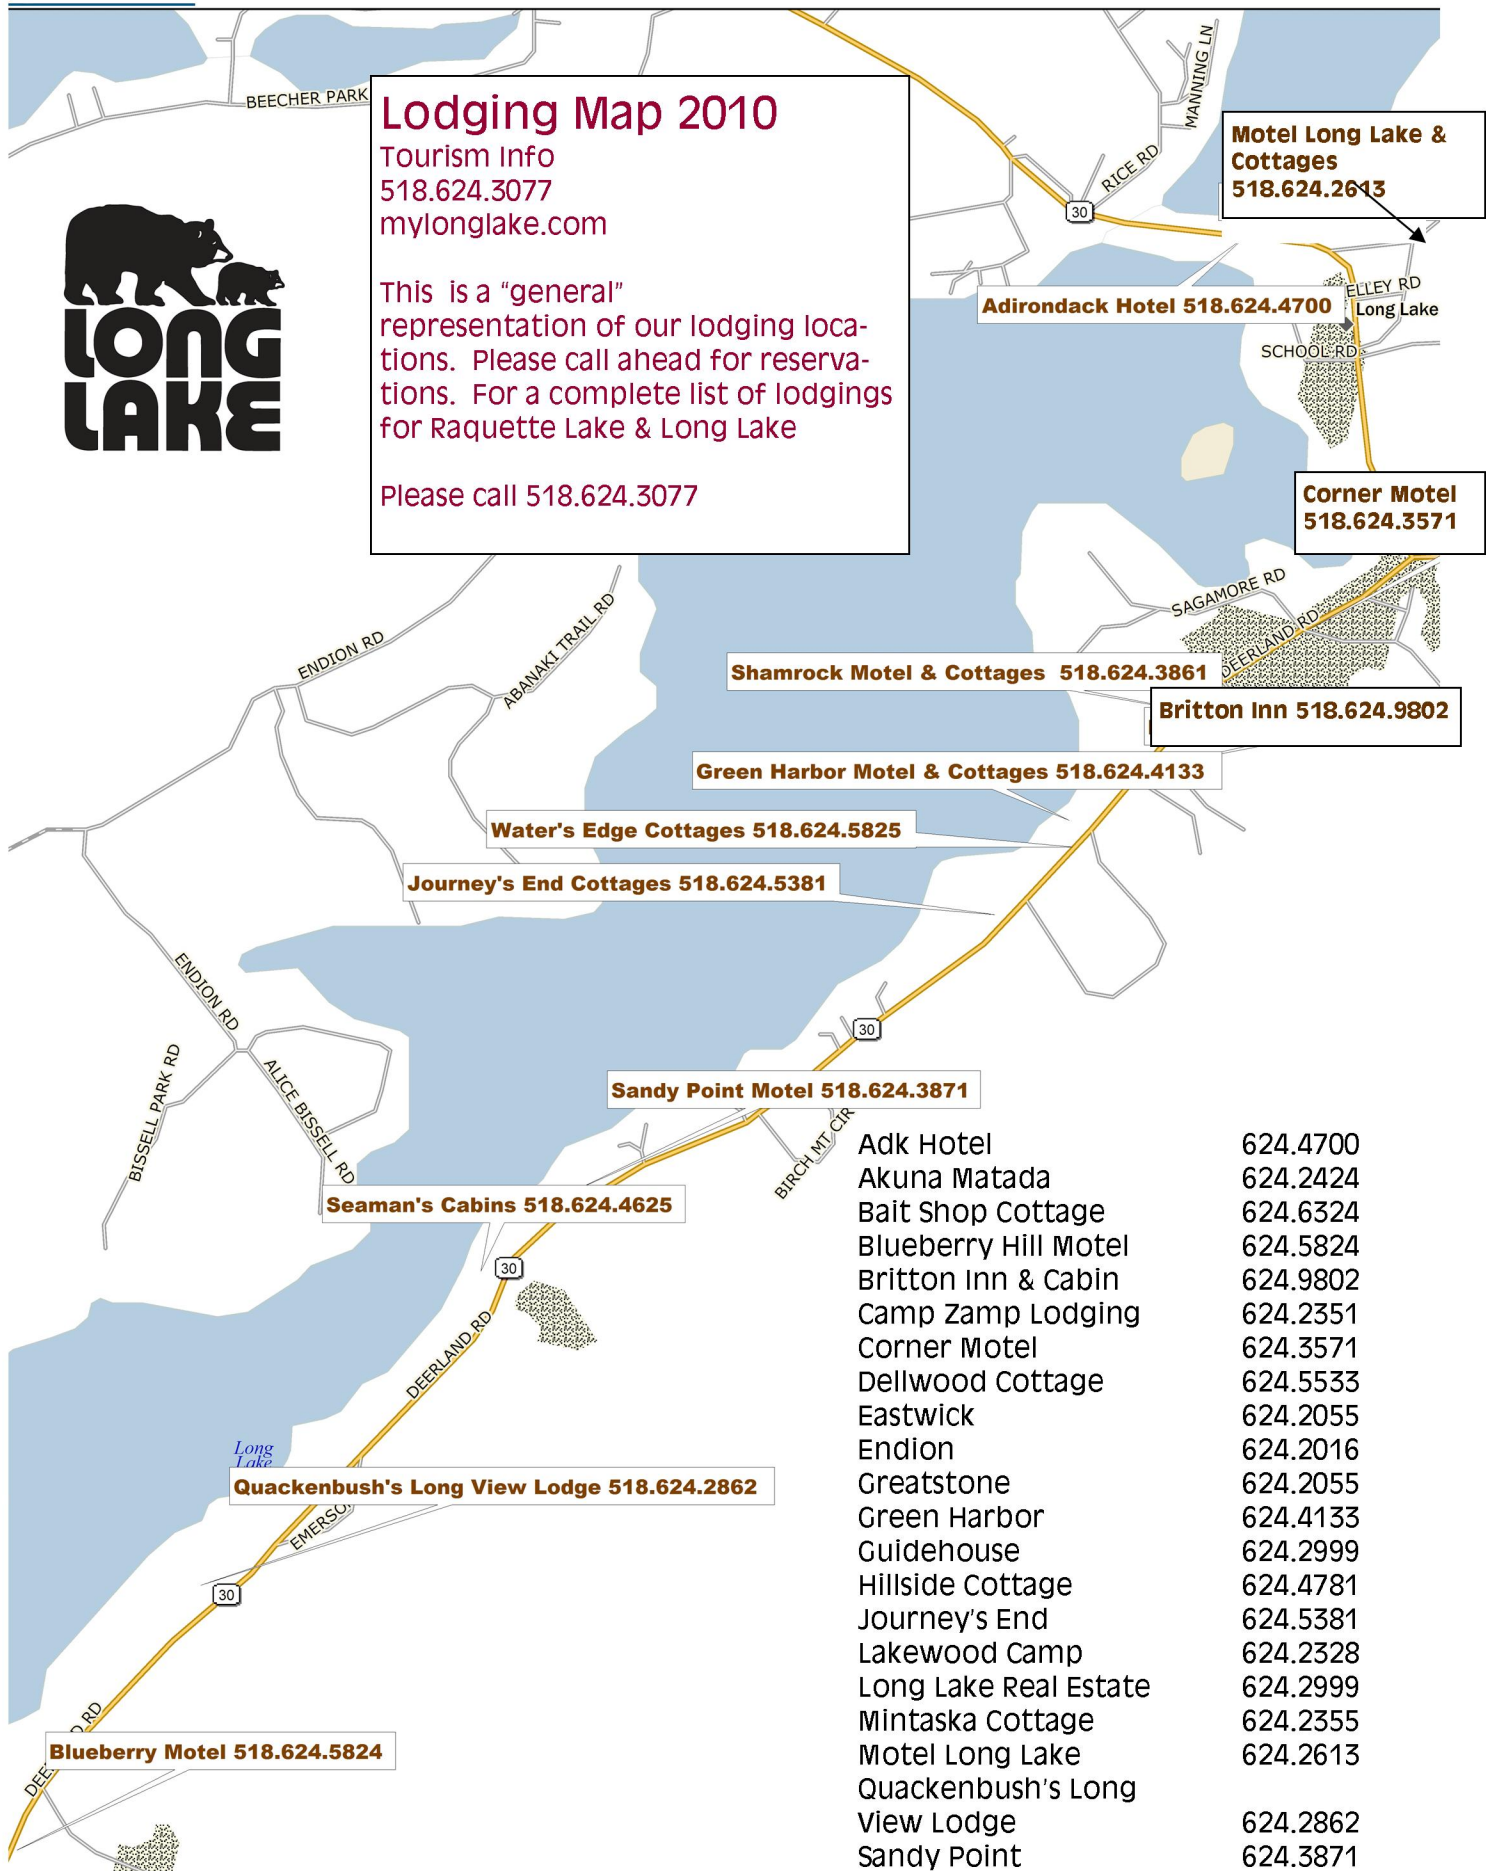 BEECHER PARK
MANNING LN
RICE RD
30
Lodging Map 2010
Tourism Info
518.624.3077
mylonglake.com
This is a "general"
representation of our lodging loca-
tions. Please call ahead for reserva-
tions. For a complete list of lodgings
for Raquette Lake & Long Lake
Please call 518.624.3077
LONG
LAKE
Motel Long Lake &
Cottages
518.624.2613
Adirondack Hotel 518.624.4700
ELLEY RD
Long Lake
SCHOOL RD
Corner Motel
518.624.3571
SAGAMORE RD
DEERLAND RD
ENDION RD
ABANAKI TRAIL RD
Shamrock Motel & Cottages 518.624.3861
Britton Inn 518.624.9802
Green Harbor Motel & Cottages 518.624.4133
Water's Edge Cottages 518.624.5825
Journey's End Cottages 518.624.5381
ENDION RD
30
BISSELL PARK RD
ALICE BISSELL RD
Sandy Point Motel 518.624.3871
BIRCH MT CIR
Seaman's Cabins 518.624.4625
30
DEERLAND RD
Long
Lake
Quackenbush's Long View Lodge 518.624.2862
EMERSO
30
D RD
Blueberry Motel 518.624.5824
DEE
Adk Hotel 624.4700
Akuna Matada 624.2424
Bait Shop Cottage 624.6324
Blueberry Hill Motel 624.5824
Britton Inn & Cabin 624.9802
Camp Zamp Lodging 624.2351
Corner Motel 624.3571
Dellwood Cottage 624.5533
Eastwick 624.2055
Endion 624.2016
Greatstone 624.2055
Green Harbor 624.4133
Guidehouse 624.2999
Hillside Cottage 624.4781
Journey's End 624.5381
Lakewood Camp 624.2328
Long Lake Real Estate 624.2999
Mintaska Cottage 624.2355
Motel Long Lake 624.2613
Quackenbush's Long
View Lodge 624.2862
Sandy Point 624.3871